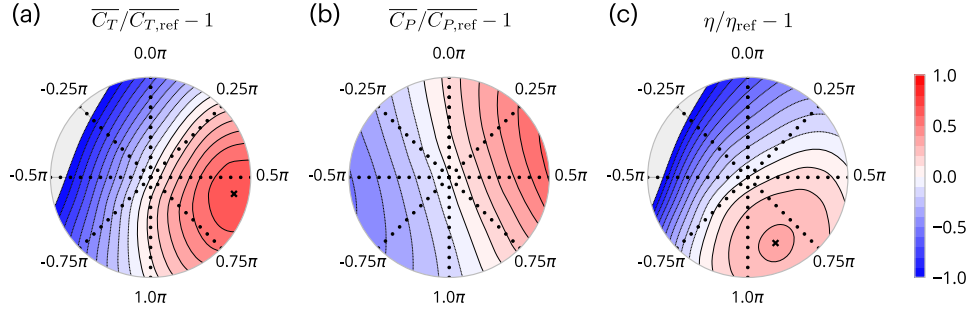 (a) $\overline{C_T}/\overline{C_{T,\mathrm{ref}}} - 1$
0.0π
-0.25π 0.25π
-0.5π 0.5π
-0.75π 0.75π
1.0π
(b) $\overline{C_P}/\overline{C_{P,\mathrm{ref}}} - 1$
0.0π
-0.25π 0.25π
-0.5π 0.5π
-0.75π 0.75π
1.0π
(c) $\eta/\eta_{\mathrm{ref}} - 1$
0.0π
-0.25π 0.25π
-0.5π 0.5π
-0.75π 0.75π
1.0π
1.0
0.5
0.0
−0.5
−1.0